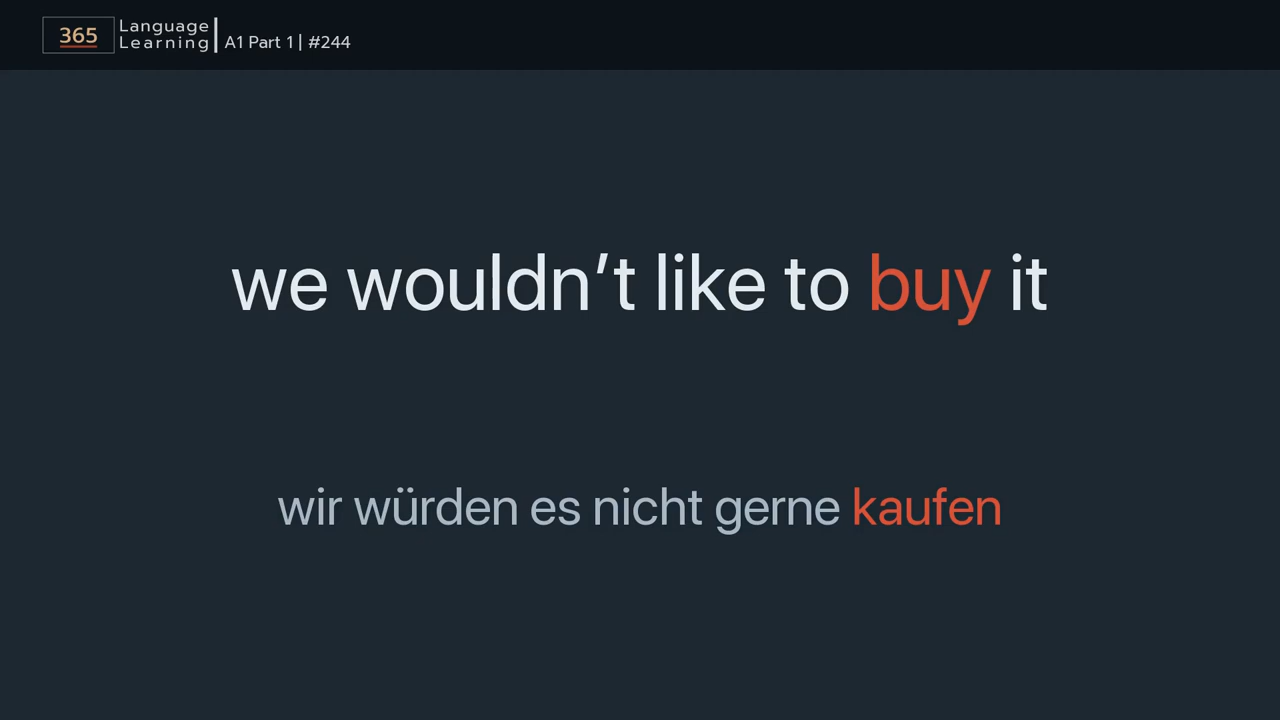 365
Language
Learning
A1 Part 1 | #244
we wouldn’t like to buy it
wir würden es nicht gerne kaufen